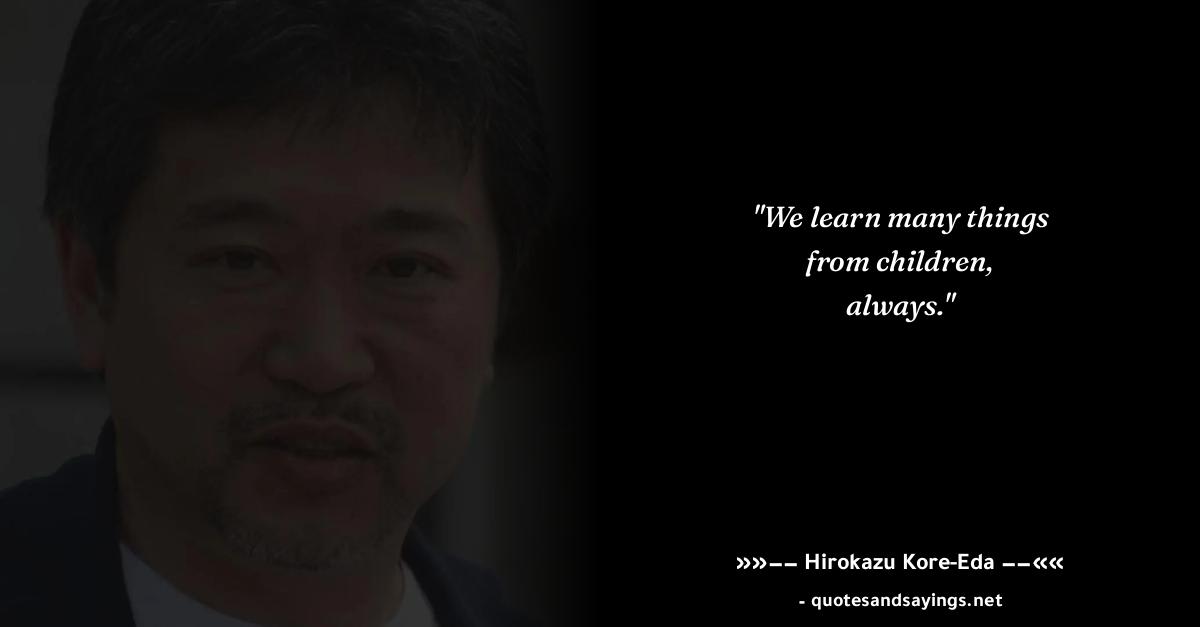 "We learn many things
from children,
always."
»»−− Hirokazu Kore-Eda −−««
- quotesandsayings.net